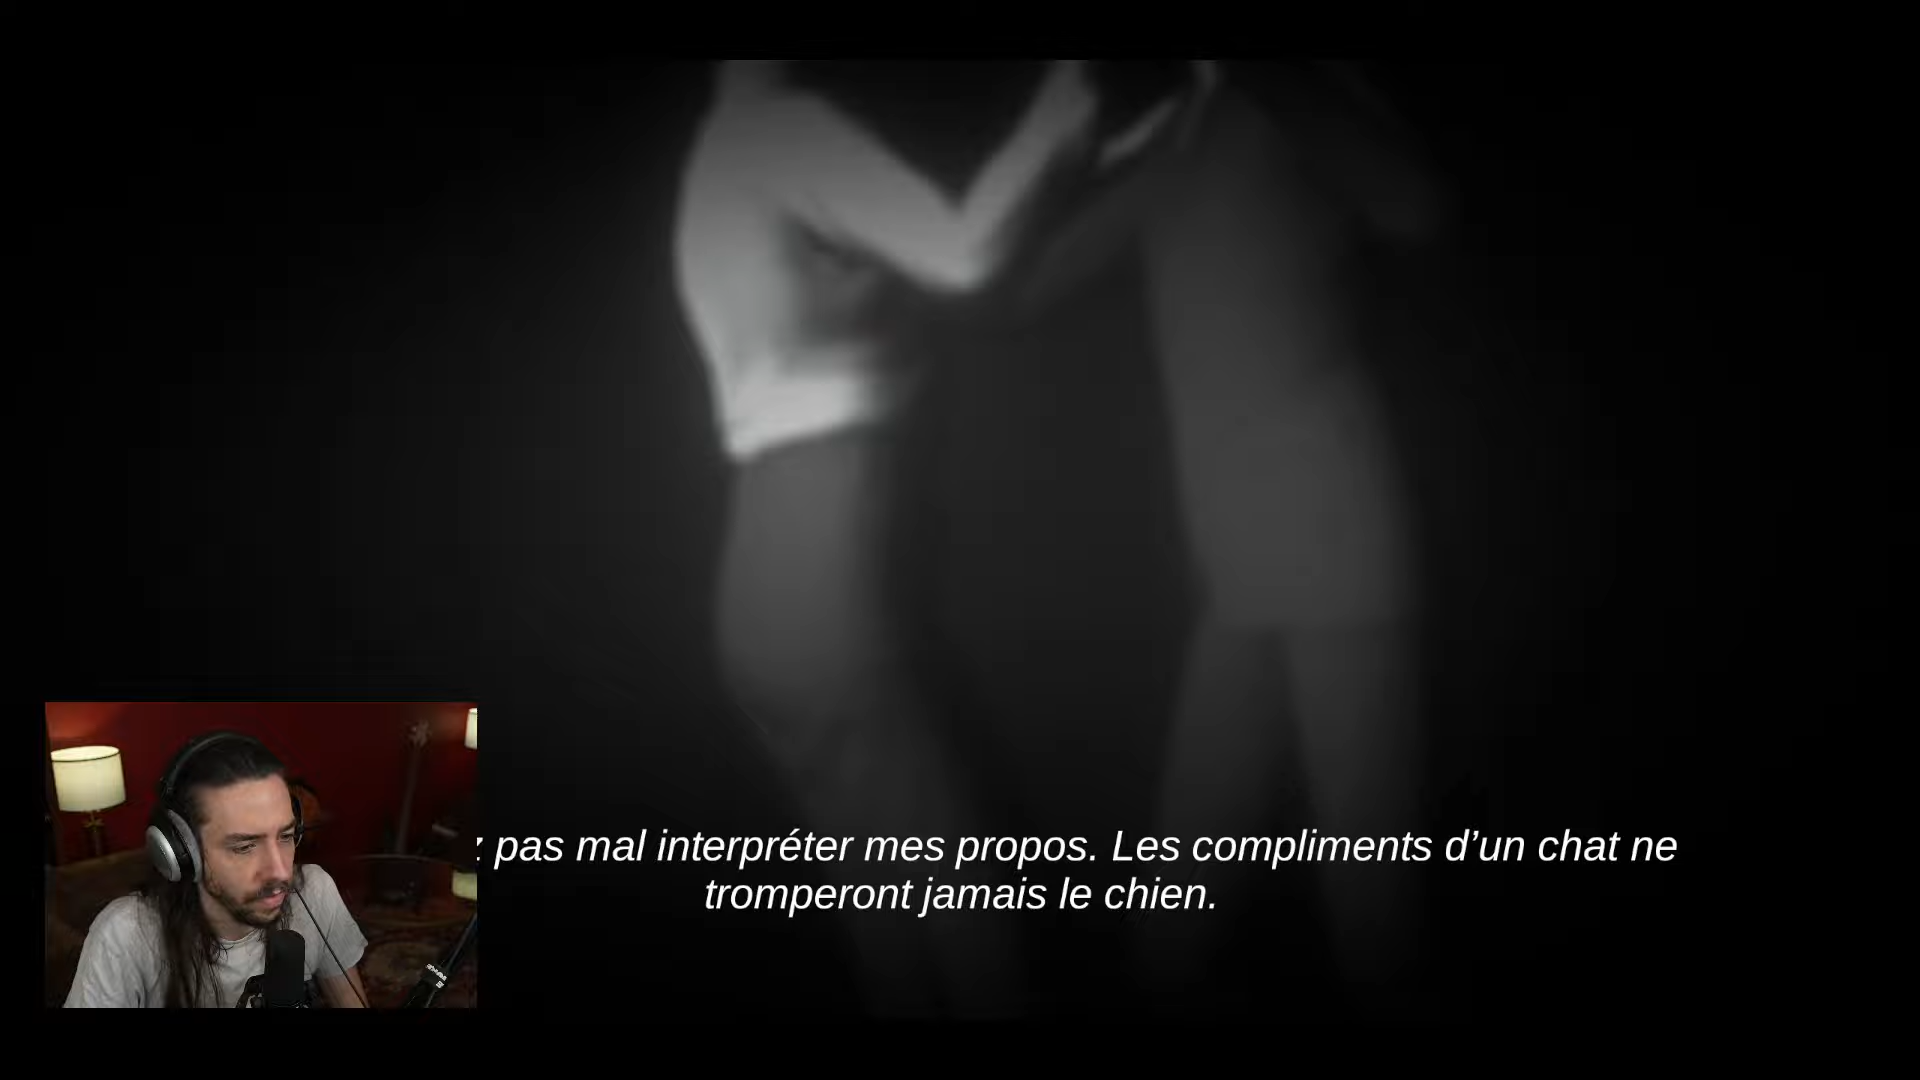 pas mal interpréter mes propos. Les compliments d’un chat ne
tromperont jamais le chien.